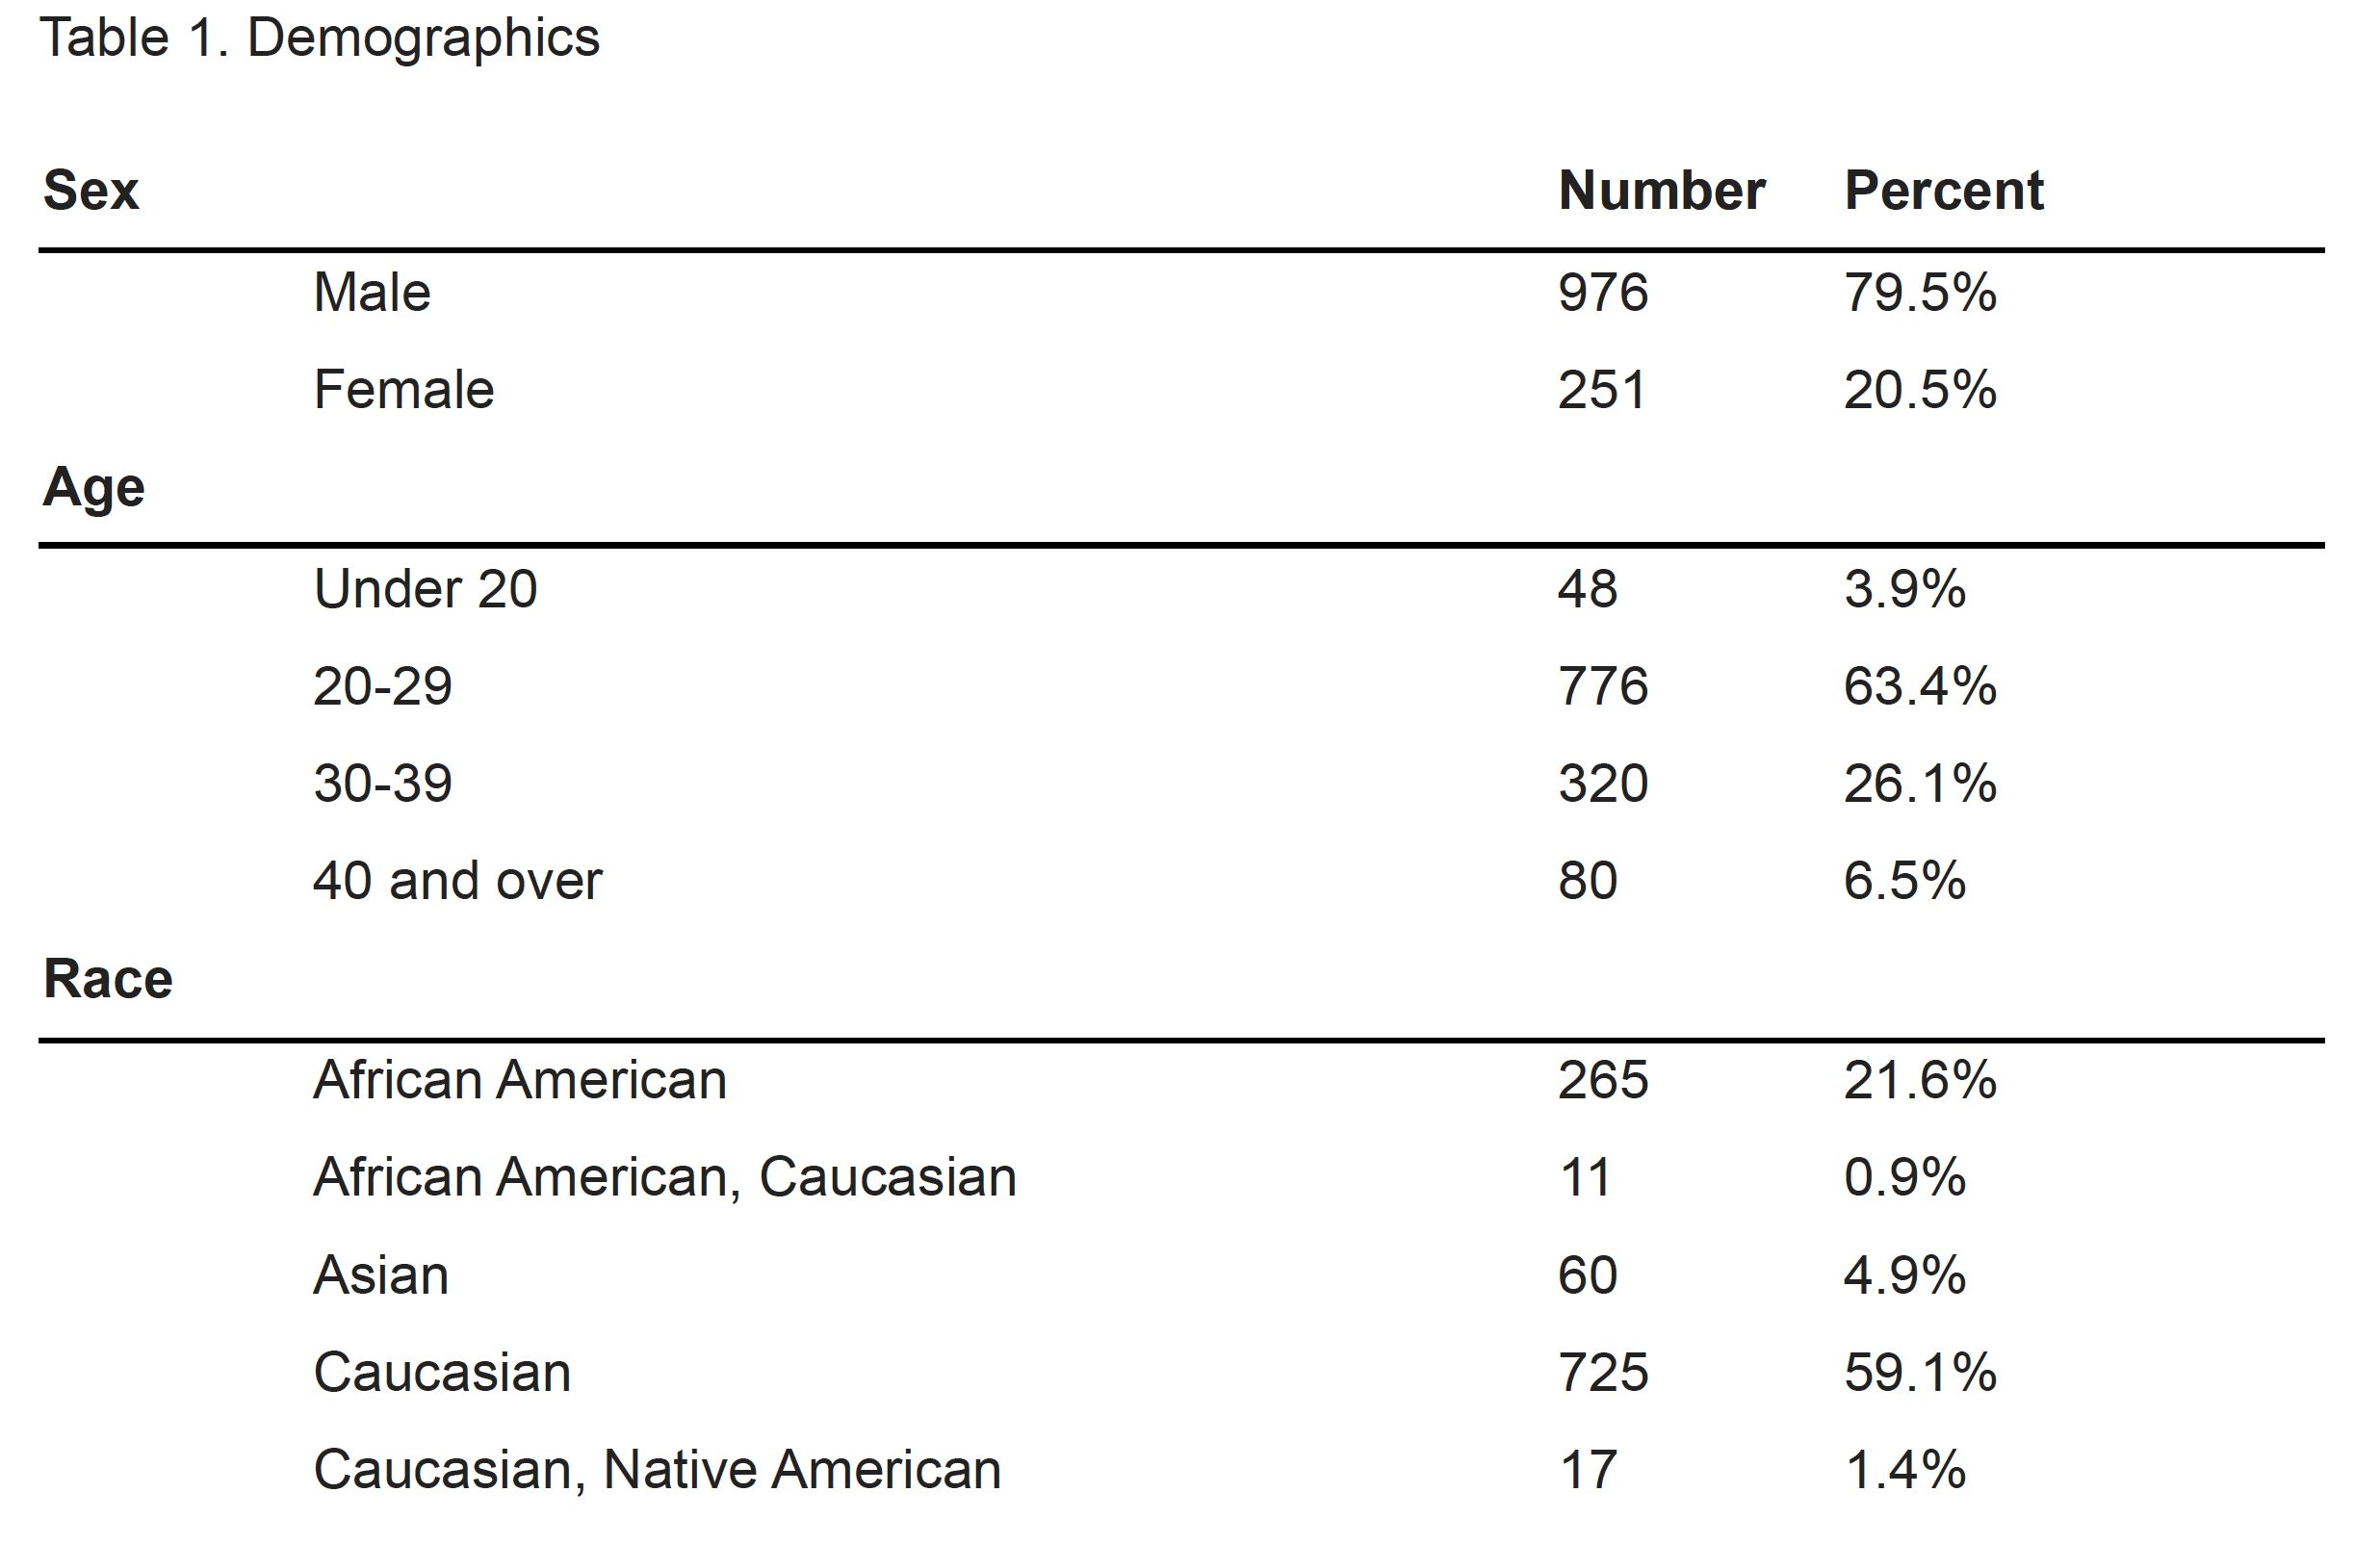 Table 1. Demographics
Sex Number Percent
Male 976 79.5%
Female 251 20.5%
Age
Under 20 48 3.9%
20-29 776 63.4%
30-39 320 26.1%
40 and over 80 6.5%
Race
African American 265 21.6%
African American, Caucasian 11 0.9%
Asian 60 4.9%
Caucasian 725 59.1%
Caucasian, Native American 17 1.4%